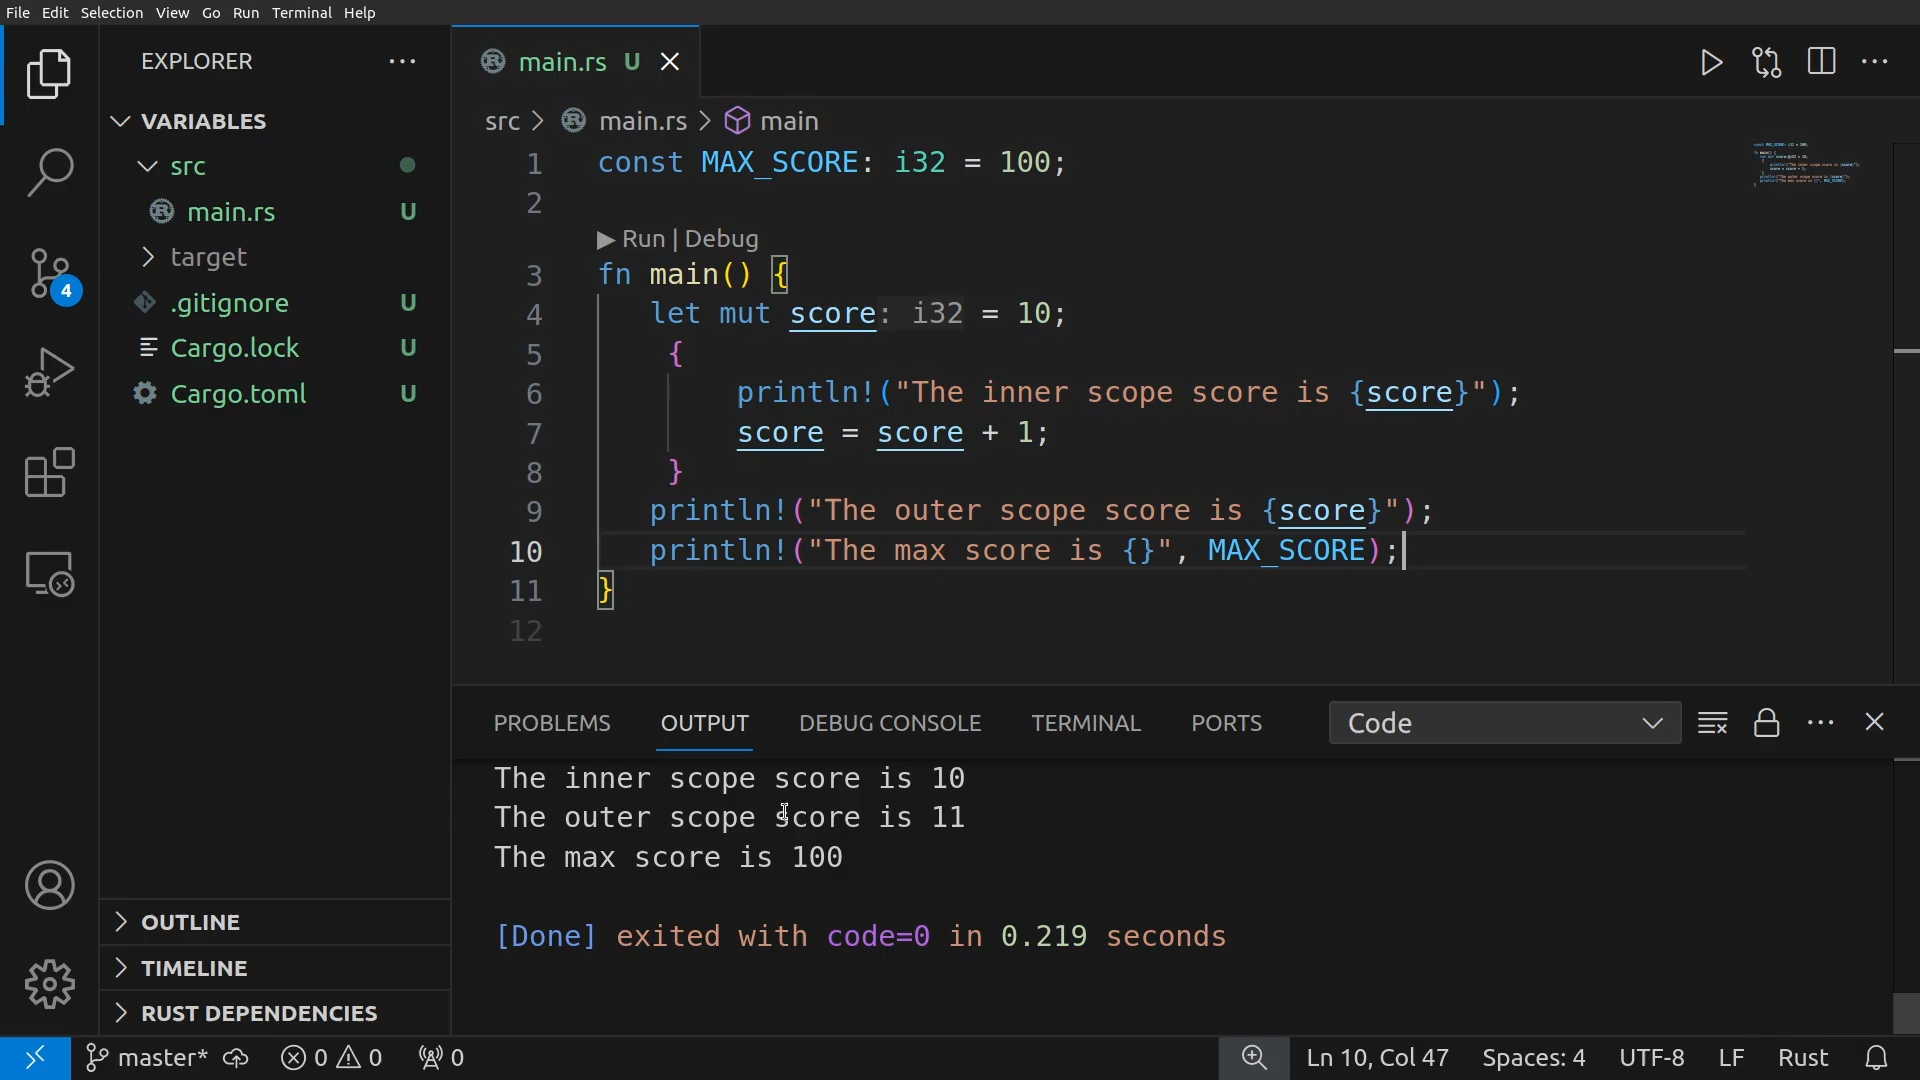 File Edit Selection View Go Run Terminal Help
EXPLORER
VARIABLES
src
main.rs U
target
.gitignore U
Cargo.lock U
Cargo.toml U
OUTLINE
TIMELINE
RUST DEPENDENCIES
4
main.rs U
src > main.rs > main
1 const MAX_SCORE: i32 = 100;
2
▶ Run | Debug
3 fn main() {
4 let mut score: i32 = 10;
5 {
6 println!("The inner scope score is {score}");
7 score = score + 1;
8 }
9 println!("The outer scope score is {score}");
10 println!("The max score is {}", MAX_SCORE);
11 }
12
PROBLEMS OUTPUT DEBUG CONSOLE TERMINAL PORTS Code
The inner scope score is 10
The outer scope score is 11
The max score is 100
[Done] exited with code=0 in 0.219 seconds
master* 0 0 0 Ln 10, Col 47 Spaces: 4 UTF-8 LF Rust